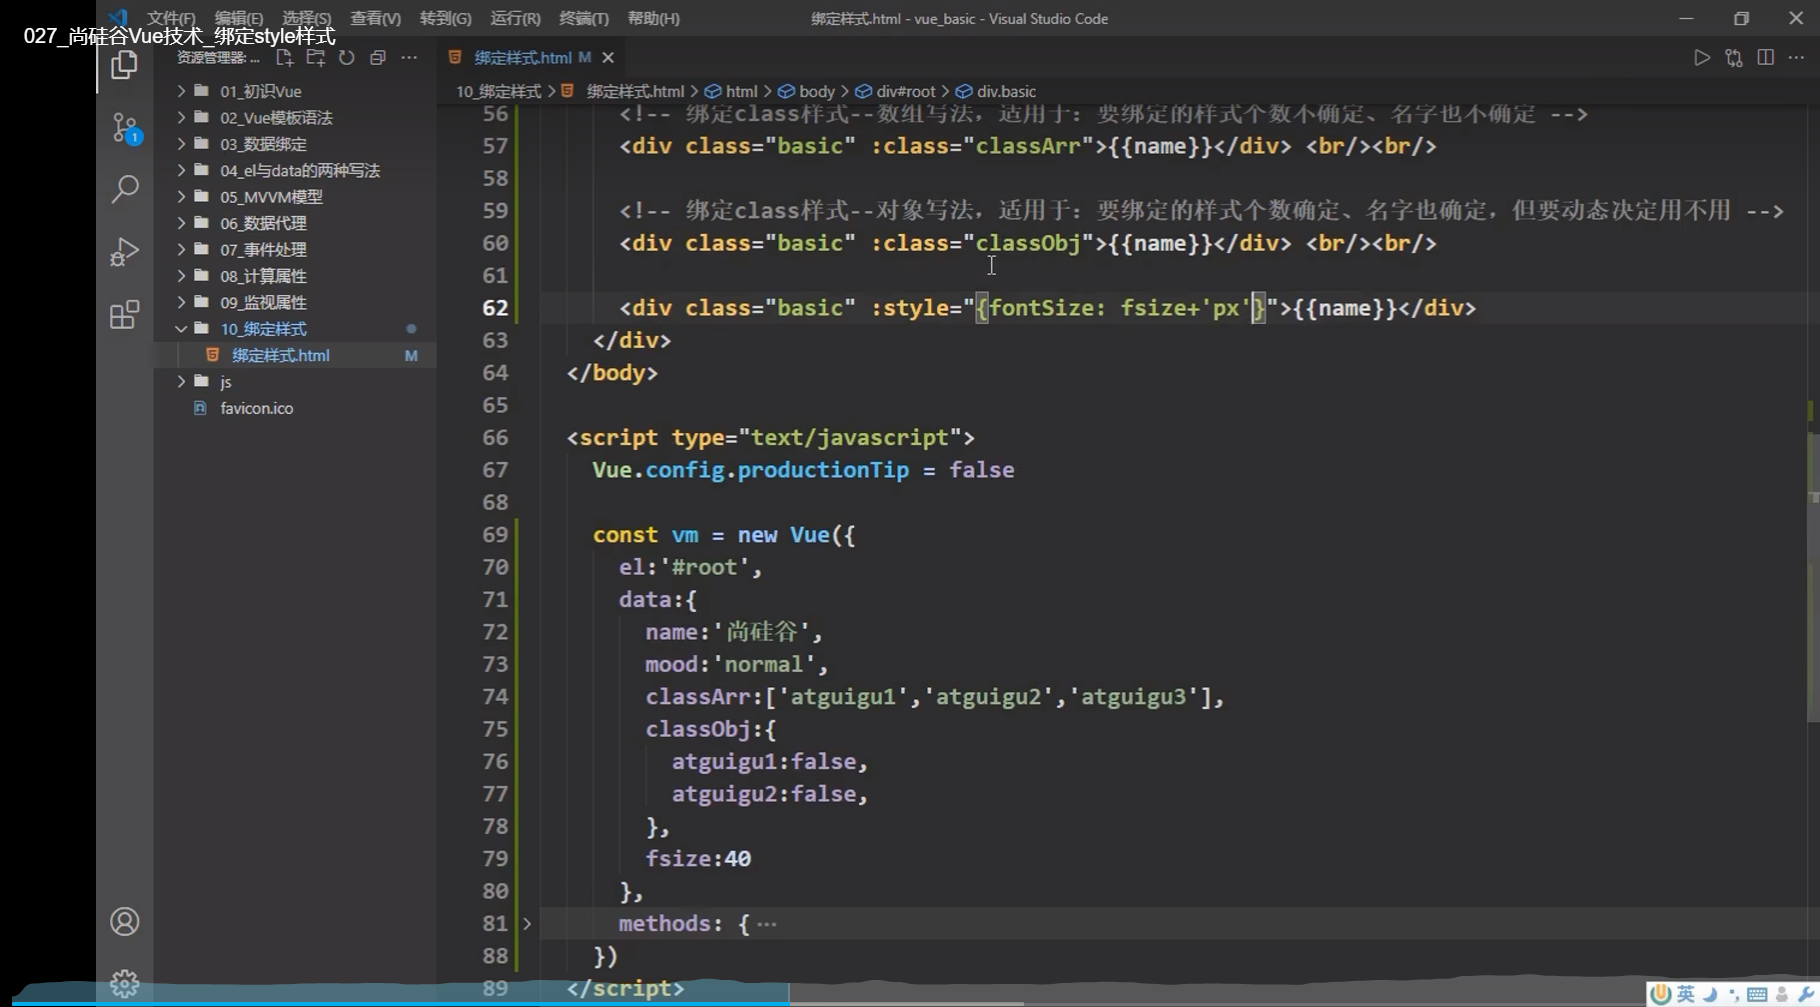 文件(F) 编辑(E) 选择(S) 查看(V) 转到(G) 运行(R) 终端(T) 帮助(H) 绑定样式.html - vue_basic - Visual Studio Code
027_尚硅谷Vue技术_绑定style样式
资源管理器: ...
绑定样式.html M
10_绑定样式 > 绑定样式.html > html > body > div#root > div.basic
1
01_初识Vue
02_Vue模板语法
03_数据绑定
04_el与data的两种写法
05_MVVM模型
06_数据代理
07_事件处理
08_计算属性
09_监视属性
10_绑定样式
绑定样式.html M
js
favicon.ico
56 <!-- 绑定class样式--数组写法，适用于：要绑定的样式个数不确定、名字也不确定 -->
57 <div class="basic" :class="classArr">{{name}}</div> <br/><br/>
58
59 <!-- 绑定class样式--对象写法，适用于：要绑定的样式个数确定、名字也确定，但要动态决定用不用 -->
60 <div class="basic" :class="classObj">{{name}}</div> <br/><br/>
61
62 <div class="basic" :style="{fontSize: fsize+'px'}">{{name}}</div>
63 </div>
64 </body>
65
66 <script type="text/javascript">
67 Vue.config.productionTip = false
68
69 const vm = new Vue({
70 el:'#root',
71 data:{
72 name:'尚硅谷',
73 mood:'normal',
74 classArr:['atguigu1','atguigu2','atguigu3'],
75 classObj:{
76 atguigu1:false,
77 atguigu2:false,
78 },
79 fsize:40
80 },
81 methods: { ...
88 })
89 </script>
英